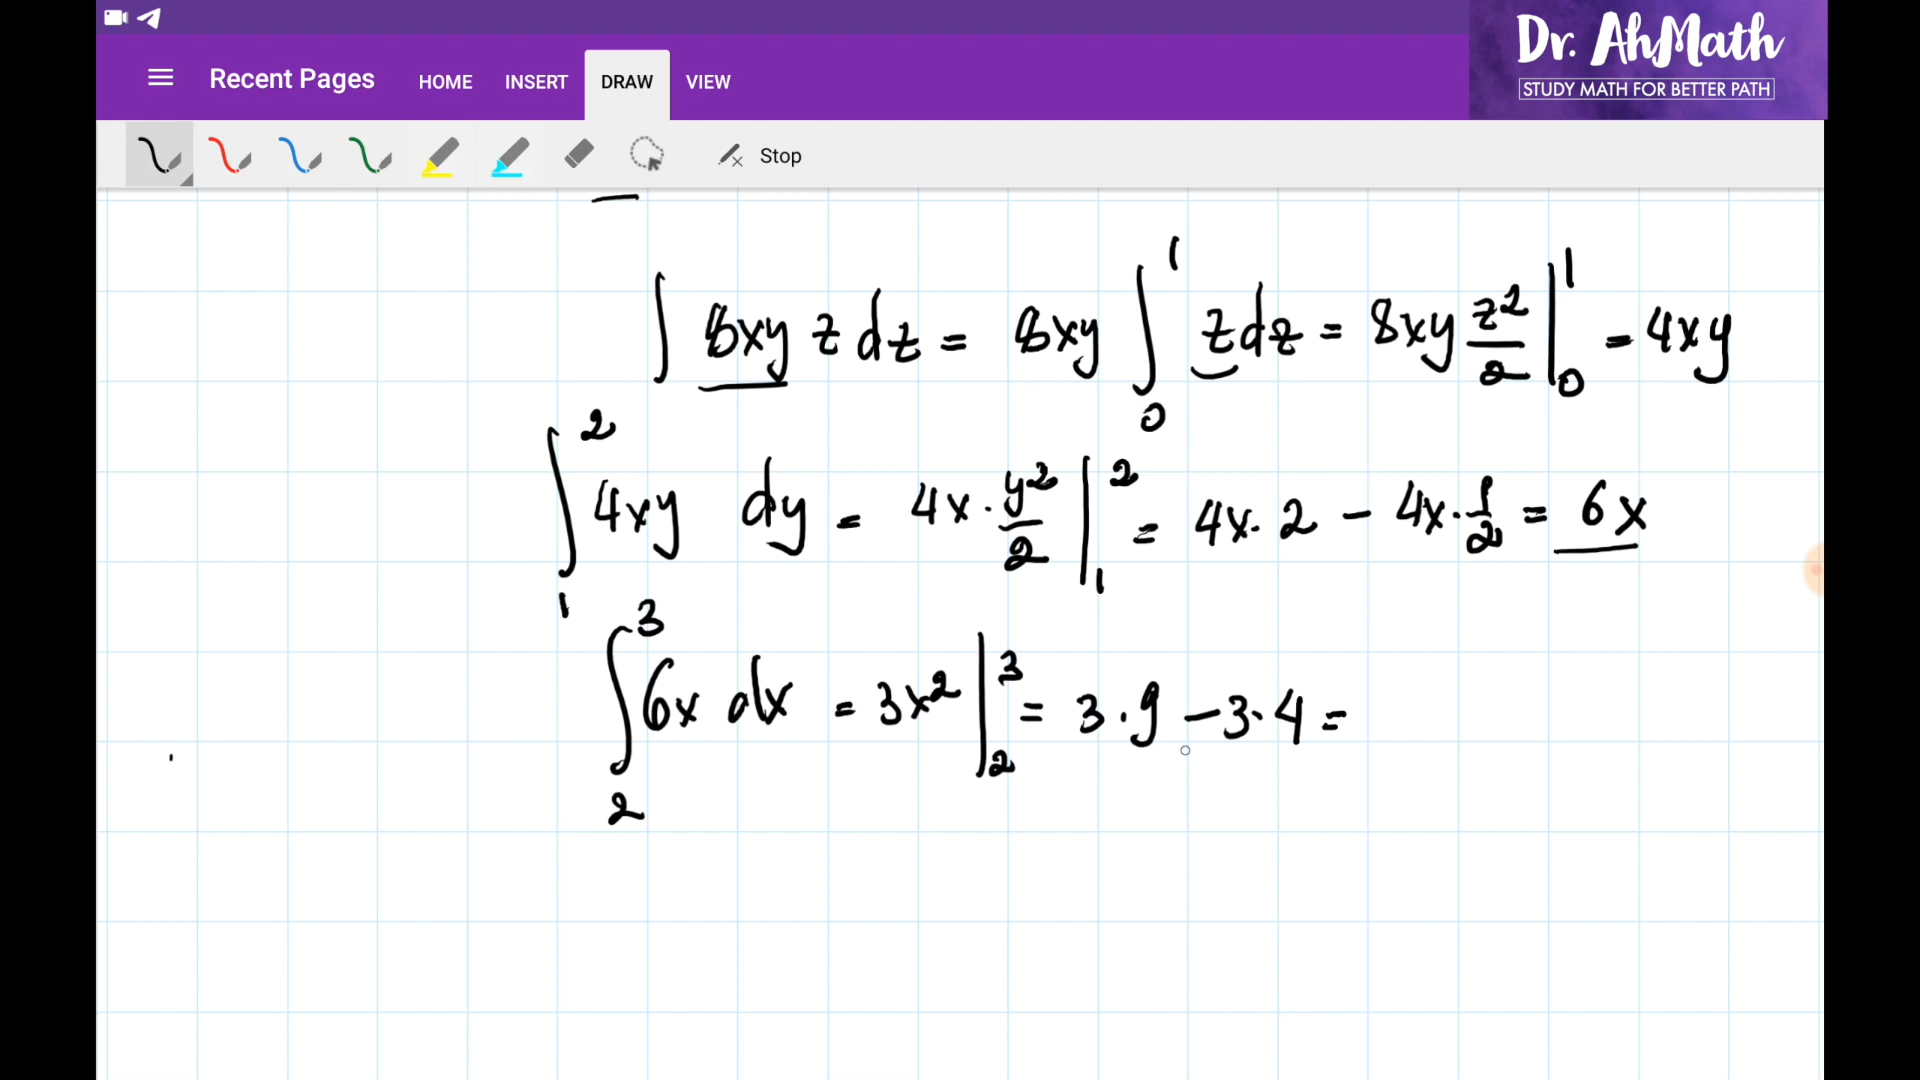 Dr. AhMath
STUDY MATH FOR BETTER PATH
Recent Pages HOME INSERT DRAW VIEW
Stop
∫ 8xy z dz = 8xy ∫₀¹ z dz = 8xy z²/2 |₀¹ = 4xy
∫₁² 4xy dy = 4x · y²/2 |₁² = 4x · 2 − 4x · 1/2 = 6x
∫₂³ 6x dx = 3x² |₂³ = 3 · 9 − 3 · 4 =